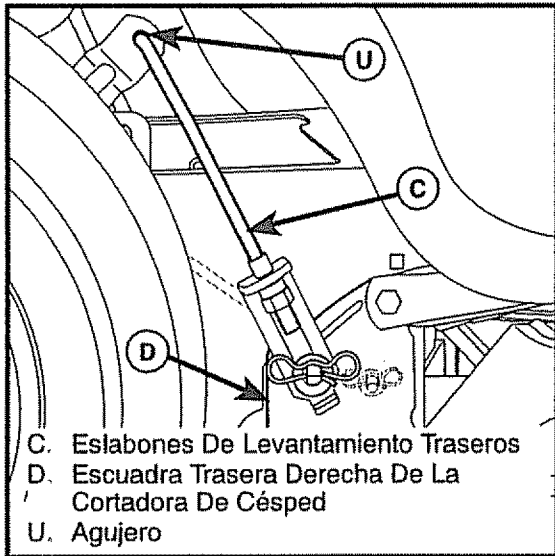 U
C
D
C. Eslabones De Levantamiento Traseros
D. Escuadra Trasera Derecha De La
Cortadora De Césped
U. Agujero